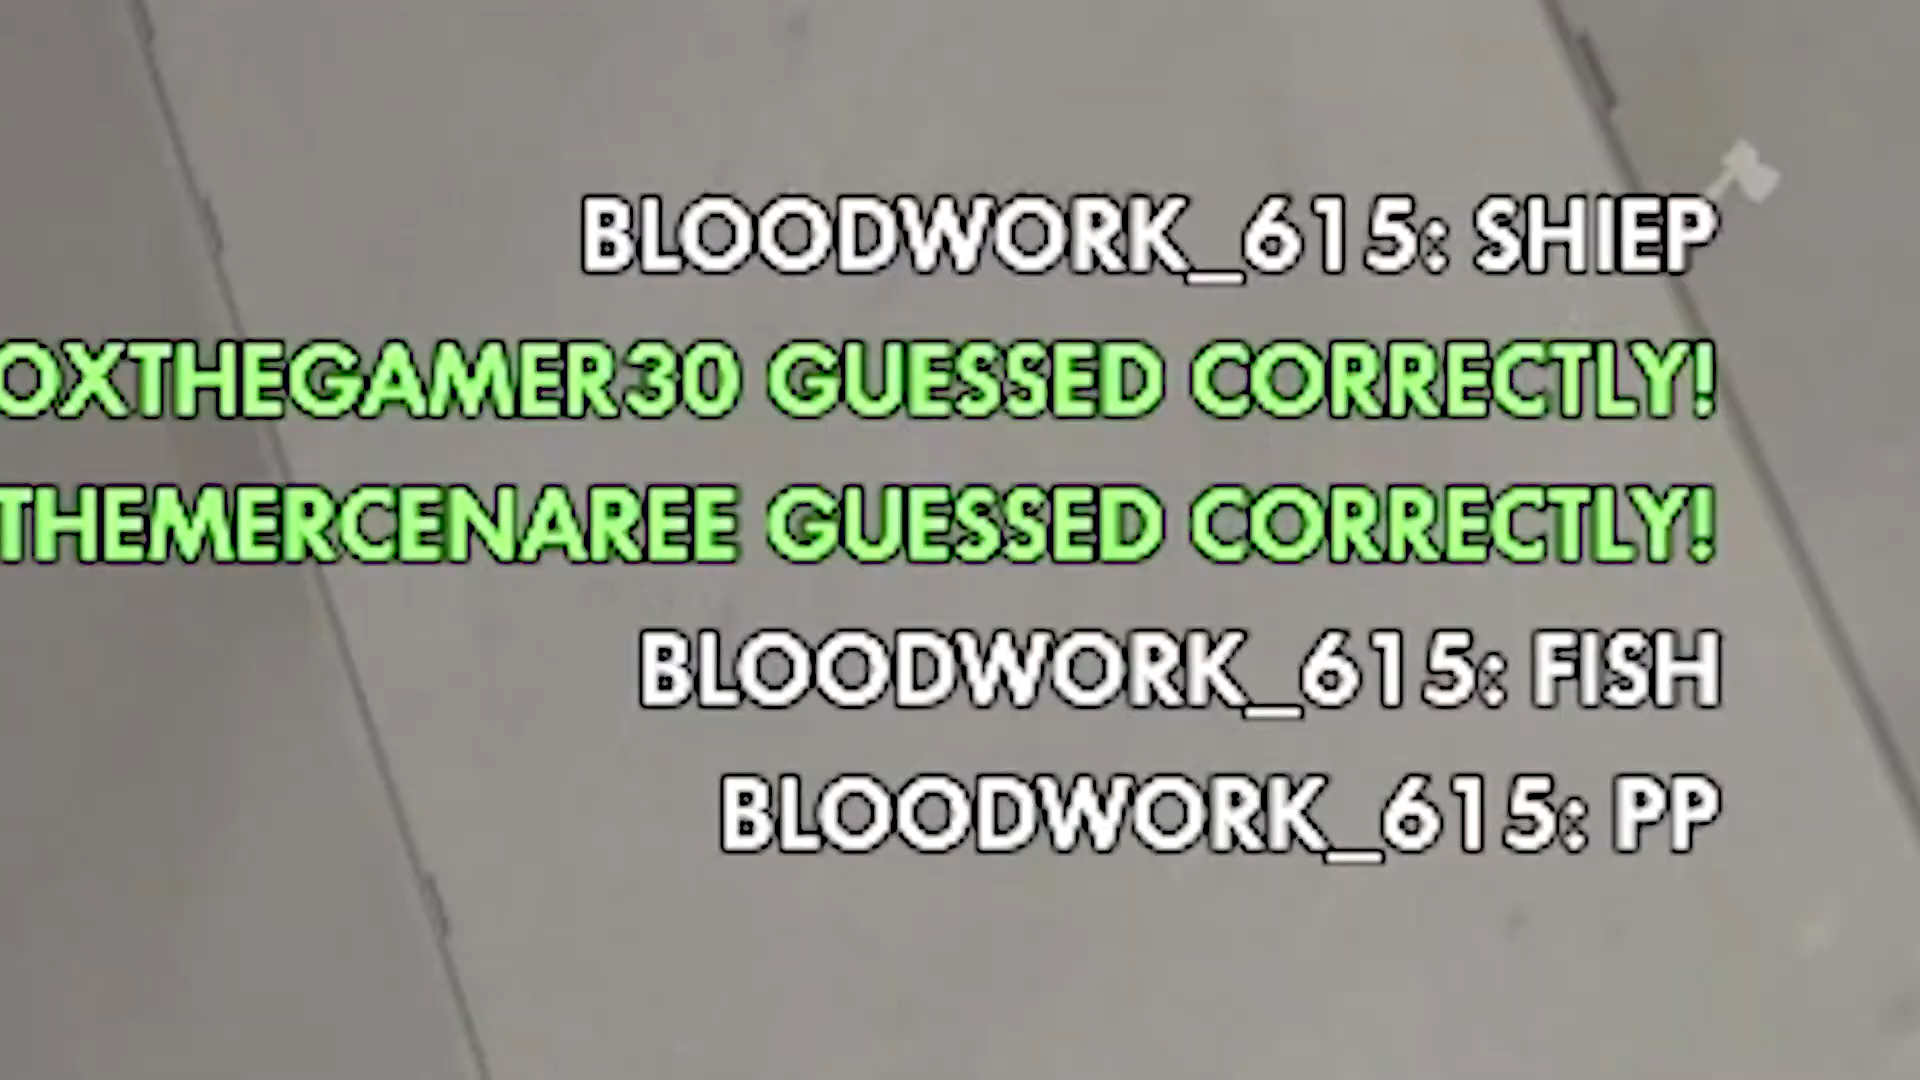 BLOODWORK_615: SHIEP
OXTHEGAMER30 GUESSED CORRECTLY!
THEMERCENAREE GUESSED CORRECTLY!
BLOODWORK_615: FISH
BLOODWORK_615: PP